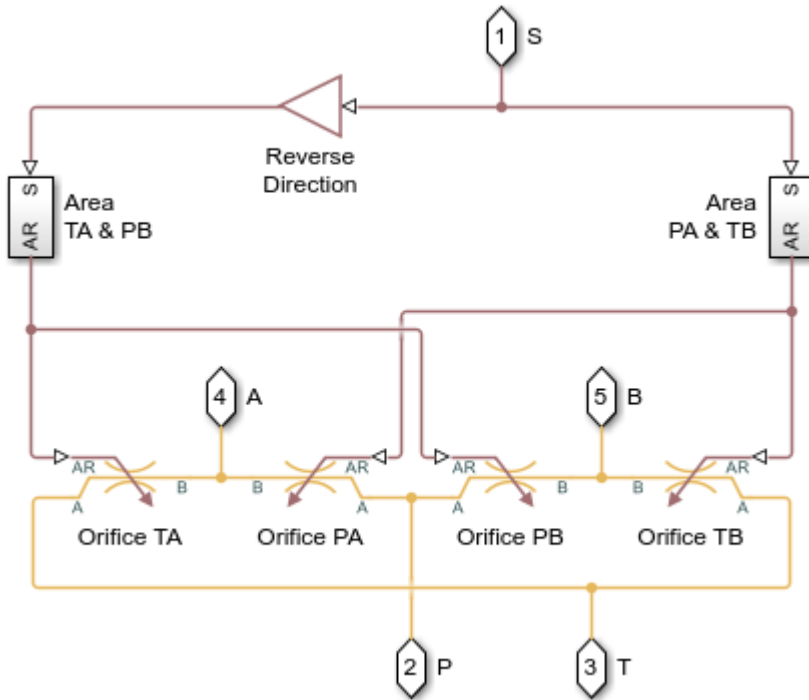 1 S
Reverse
Direction
S
AR
Area
TA & PB
Area
PA & TB
S
AR
4 A
5 B
AR
B
A
Orifice TA
B
AR
A
Orifice PA
AR
B
A
Orifice PB
B
AR
A
Orifice TB
2 P
3 T